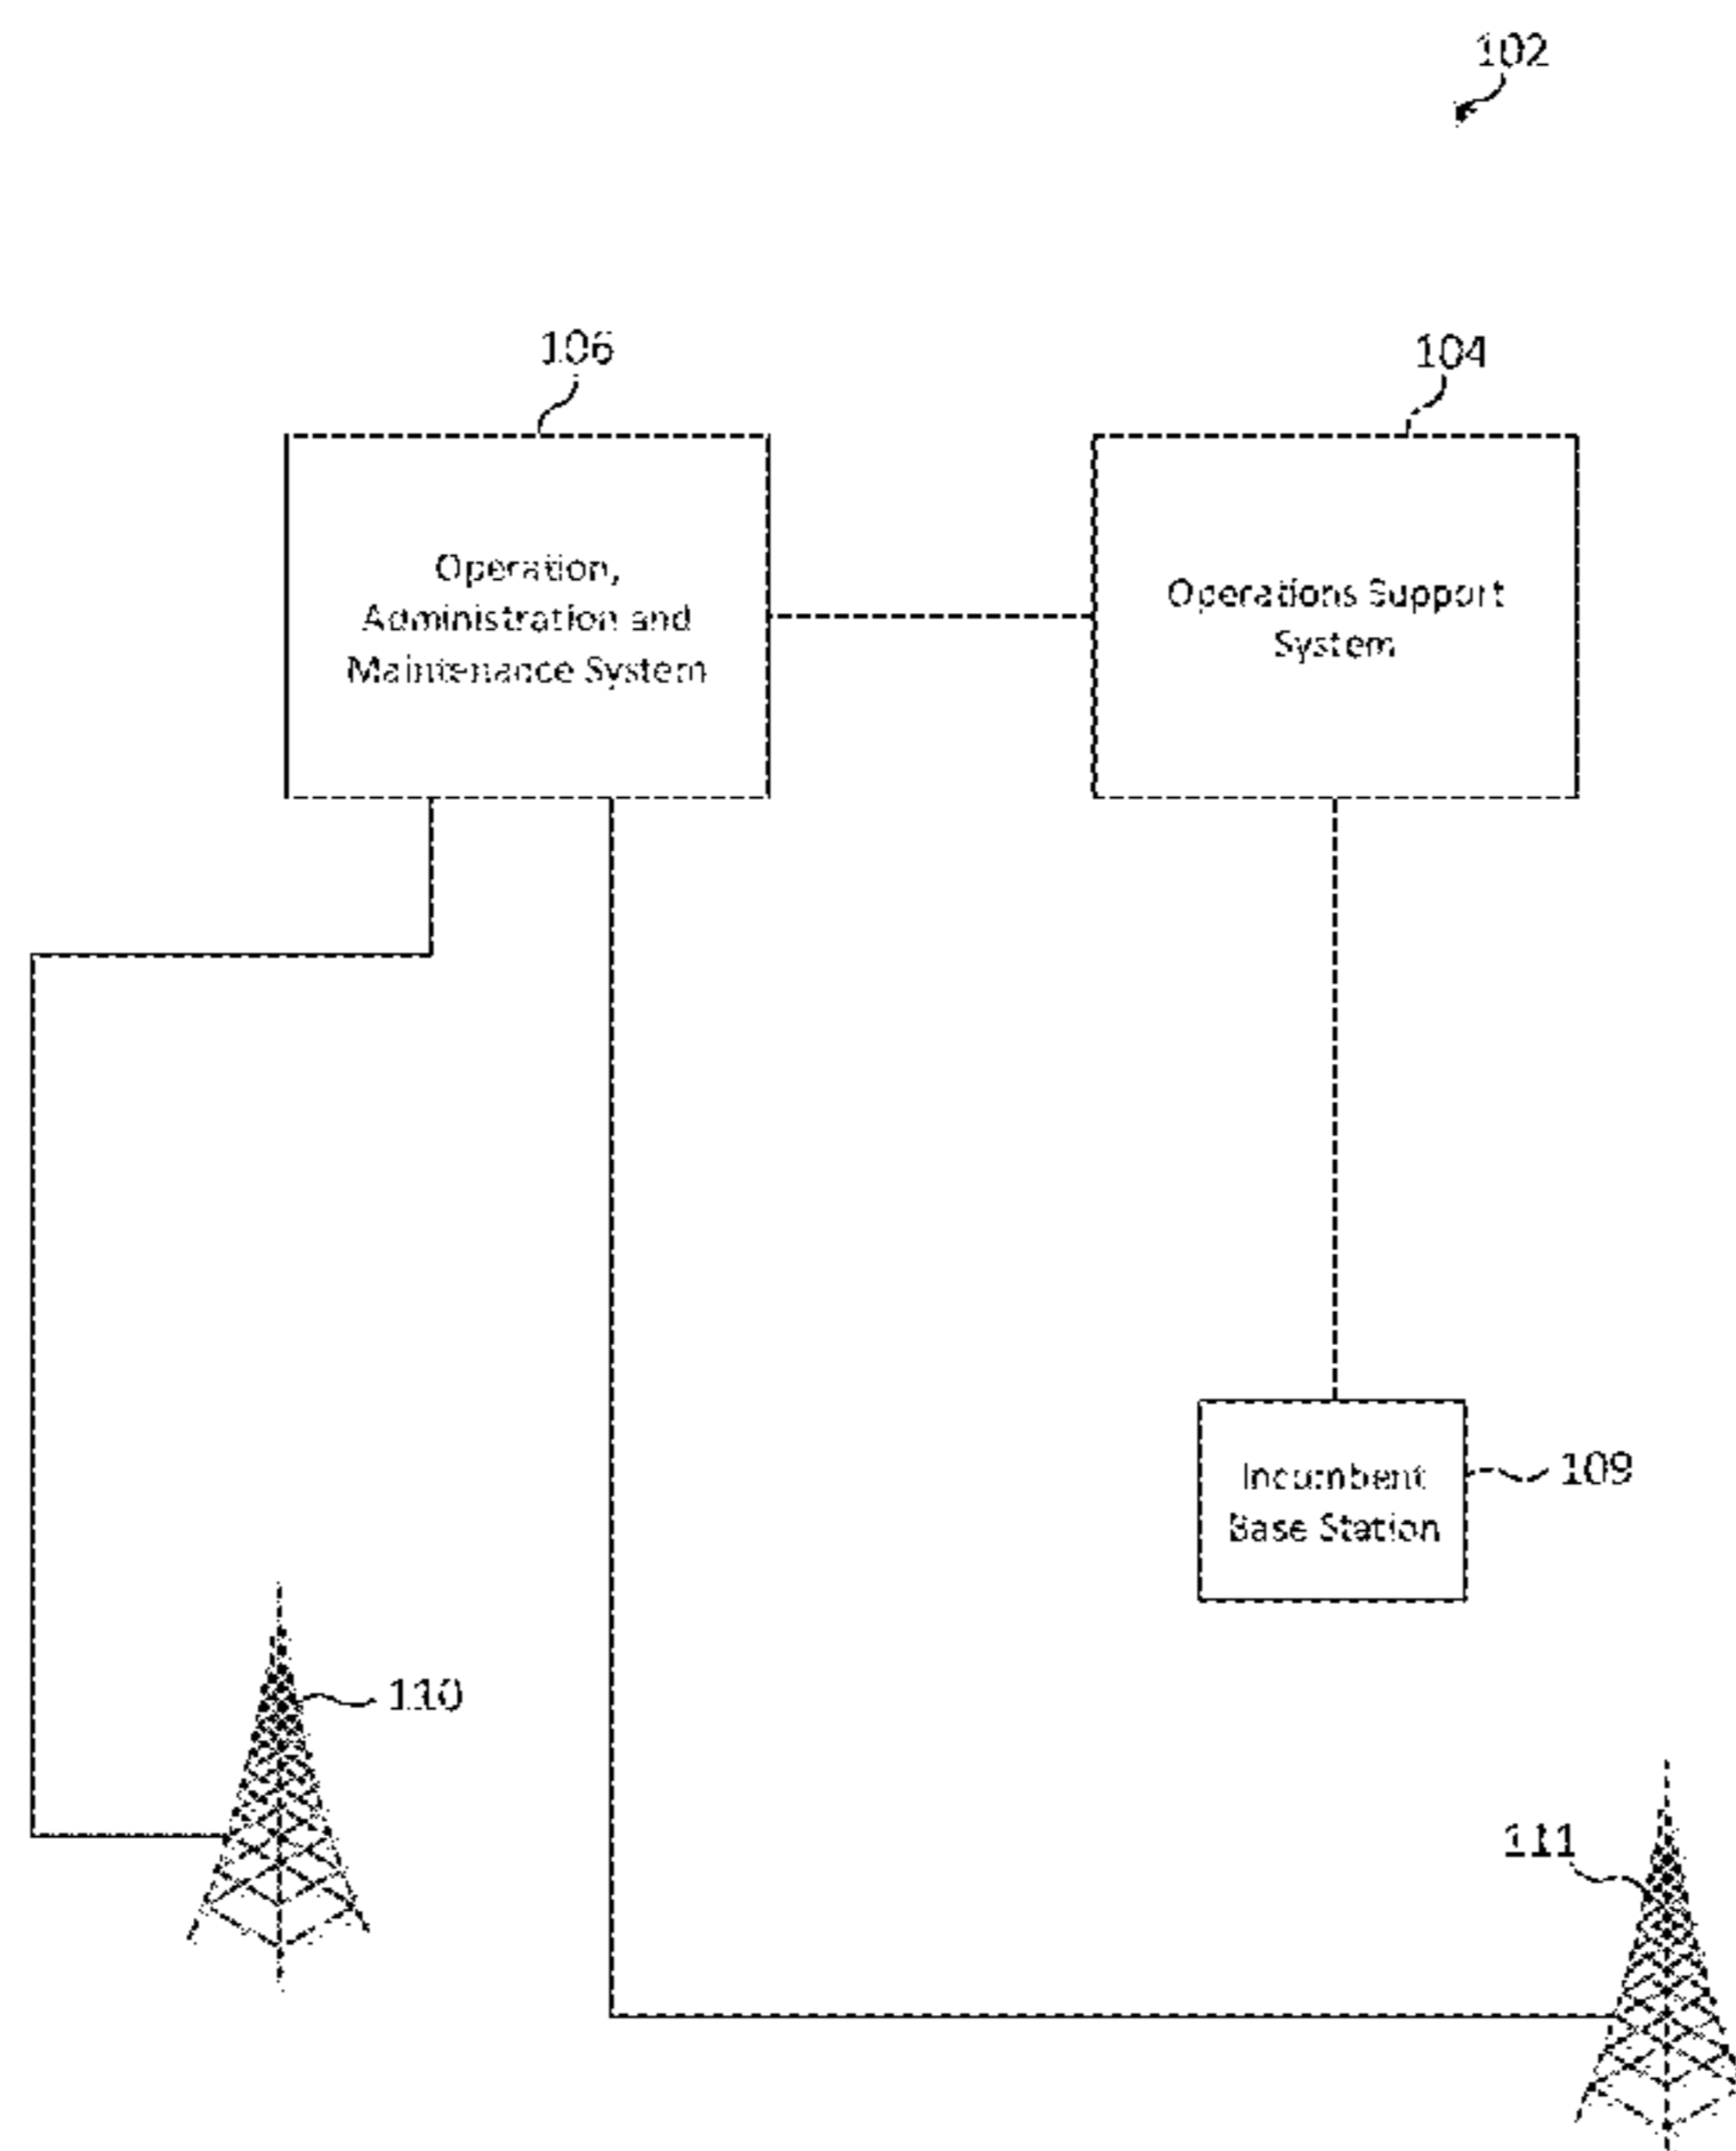 102
106
104
Operation,
Administration and
Maintenance System
Operations Support
System
Incumbent
Base Station
109
110
111